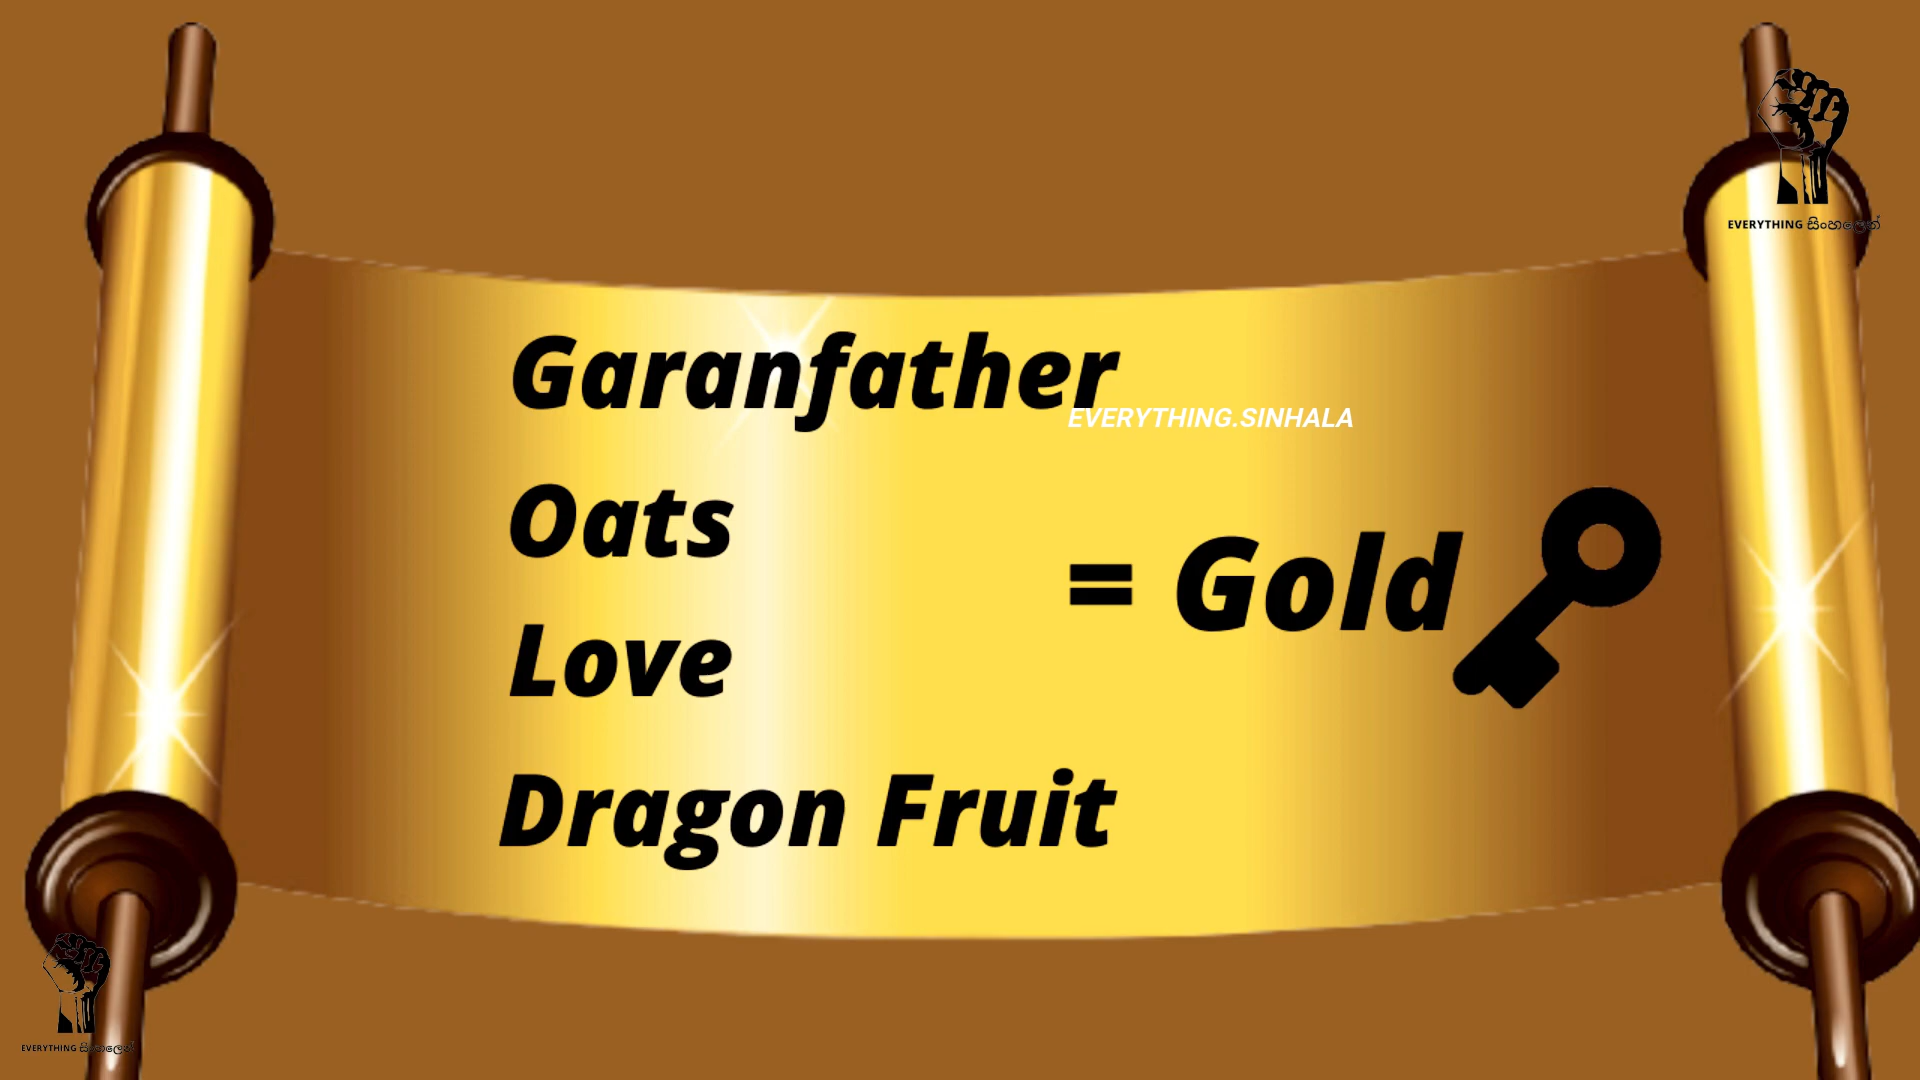 EVERYTHING සිංහලෙන්
Garanfather
EVERYTHING.SINHALA
Oats
= Gold
Love
Dragon Fruit
EVERYTHING සිංහලෙන්